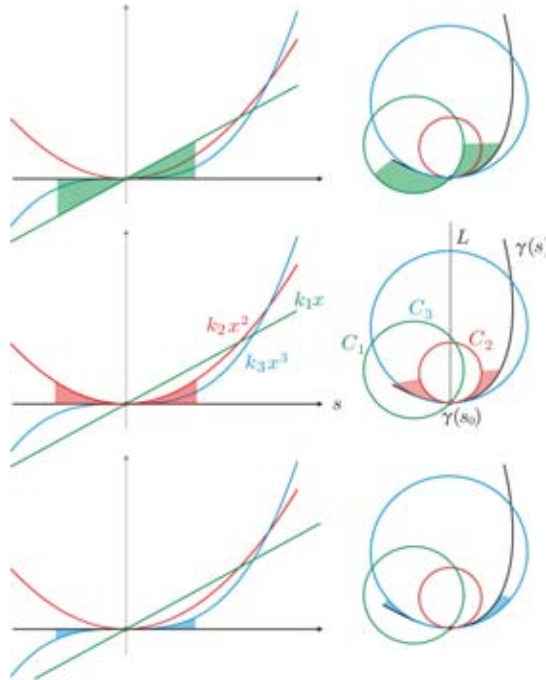 L
γ(s)
k₁x
k₂x²
C₃
k₃x³
C₁
C₂
s
γ(s₀)